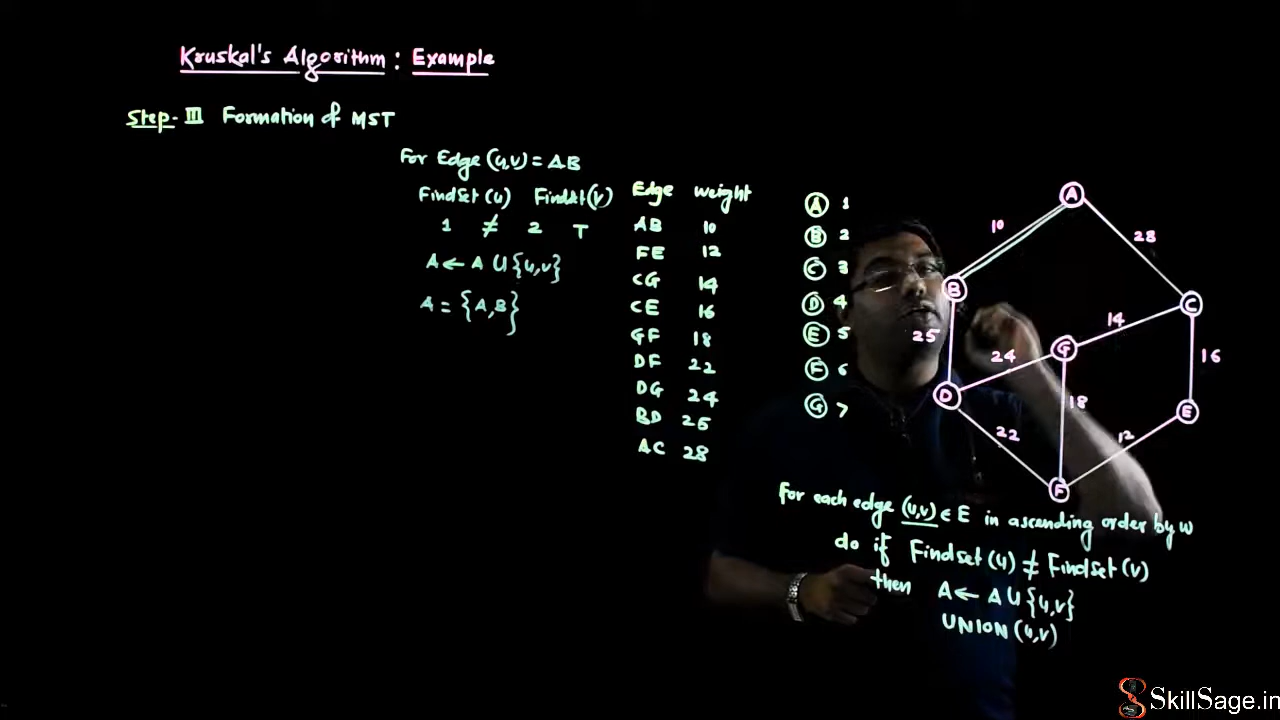 Kruskal's Algorithm : Example
Step-III Formation of MST
For Edge (u,v) = AB
FindSet (u) FindSet (v)
1 ≠ 2 T
A ← A U {u,v}
A = {A,B}
Edge weight
AB 10
FE 12
CG 14
CE 16
GF 18
DF 22
DG 24
BD 25
AC 28
A 1
B 2
C 3
D 4
E 5
F 6
G 7
A
10
28
B
C
14
25
G
24
16
D
18
E
22
12
F
For each edge (u,v) ∈ E in ascending order by w
do if Findset (u) ≠ Findset (v)
then A ← A U {u,v}
UNION (u,v)
SkillSage.in